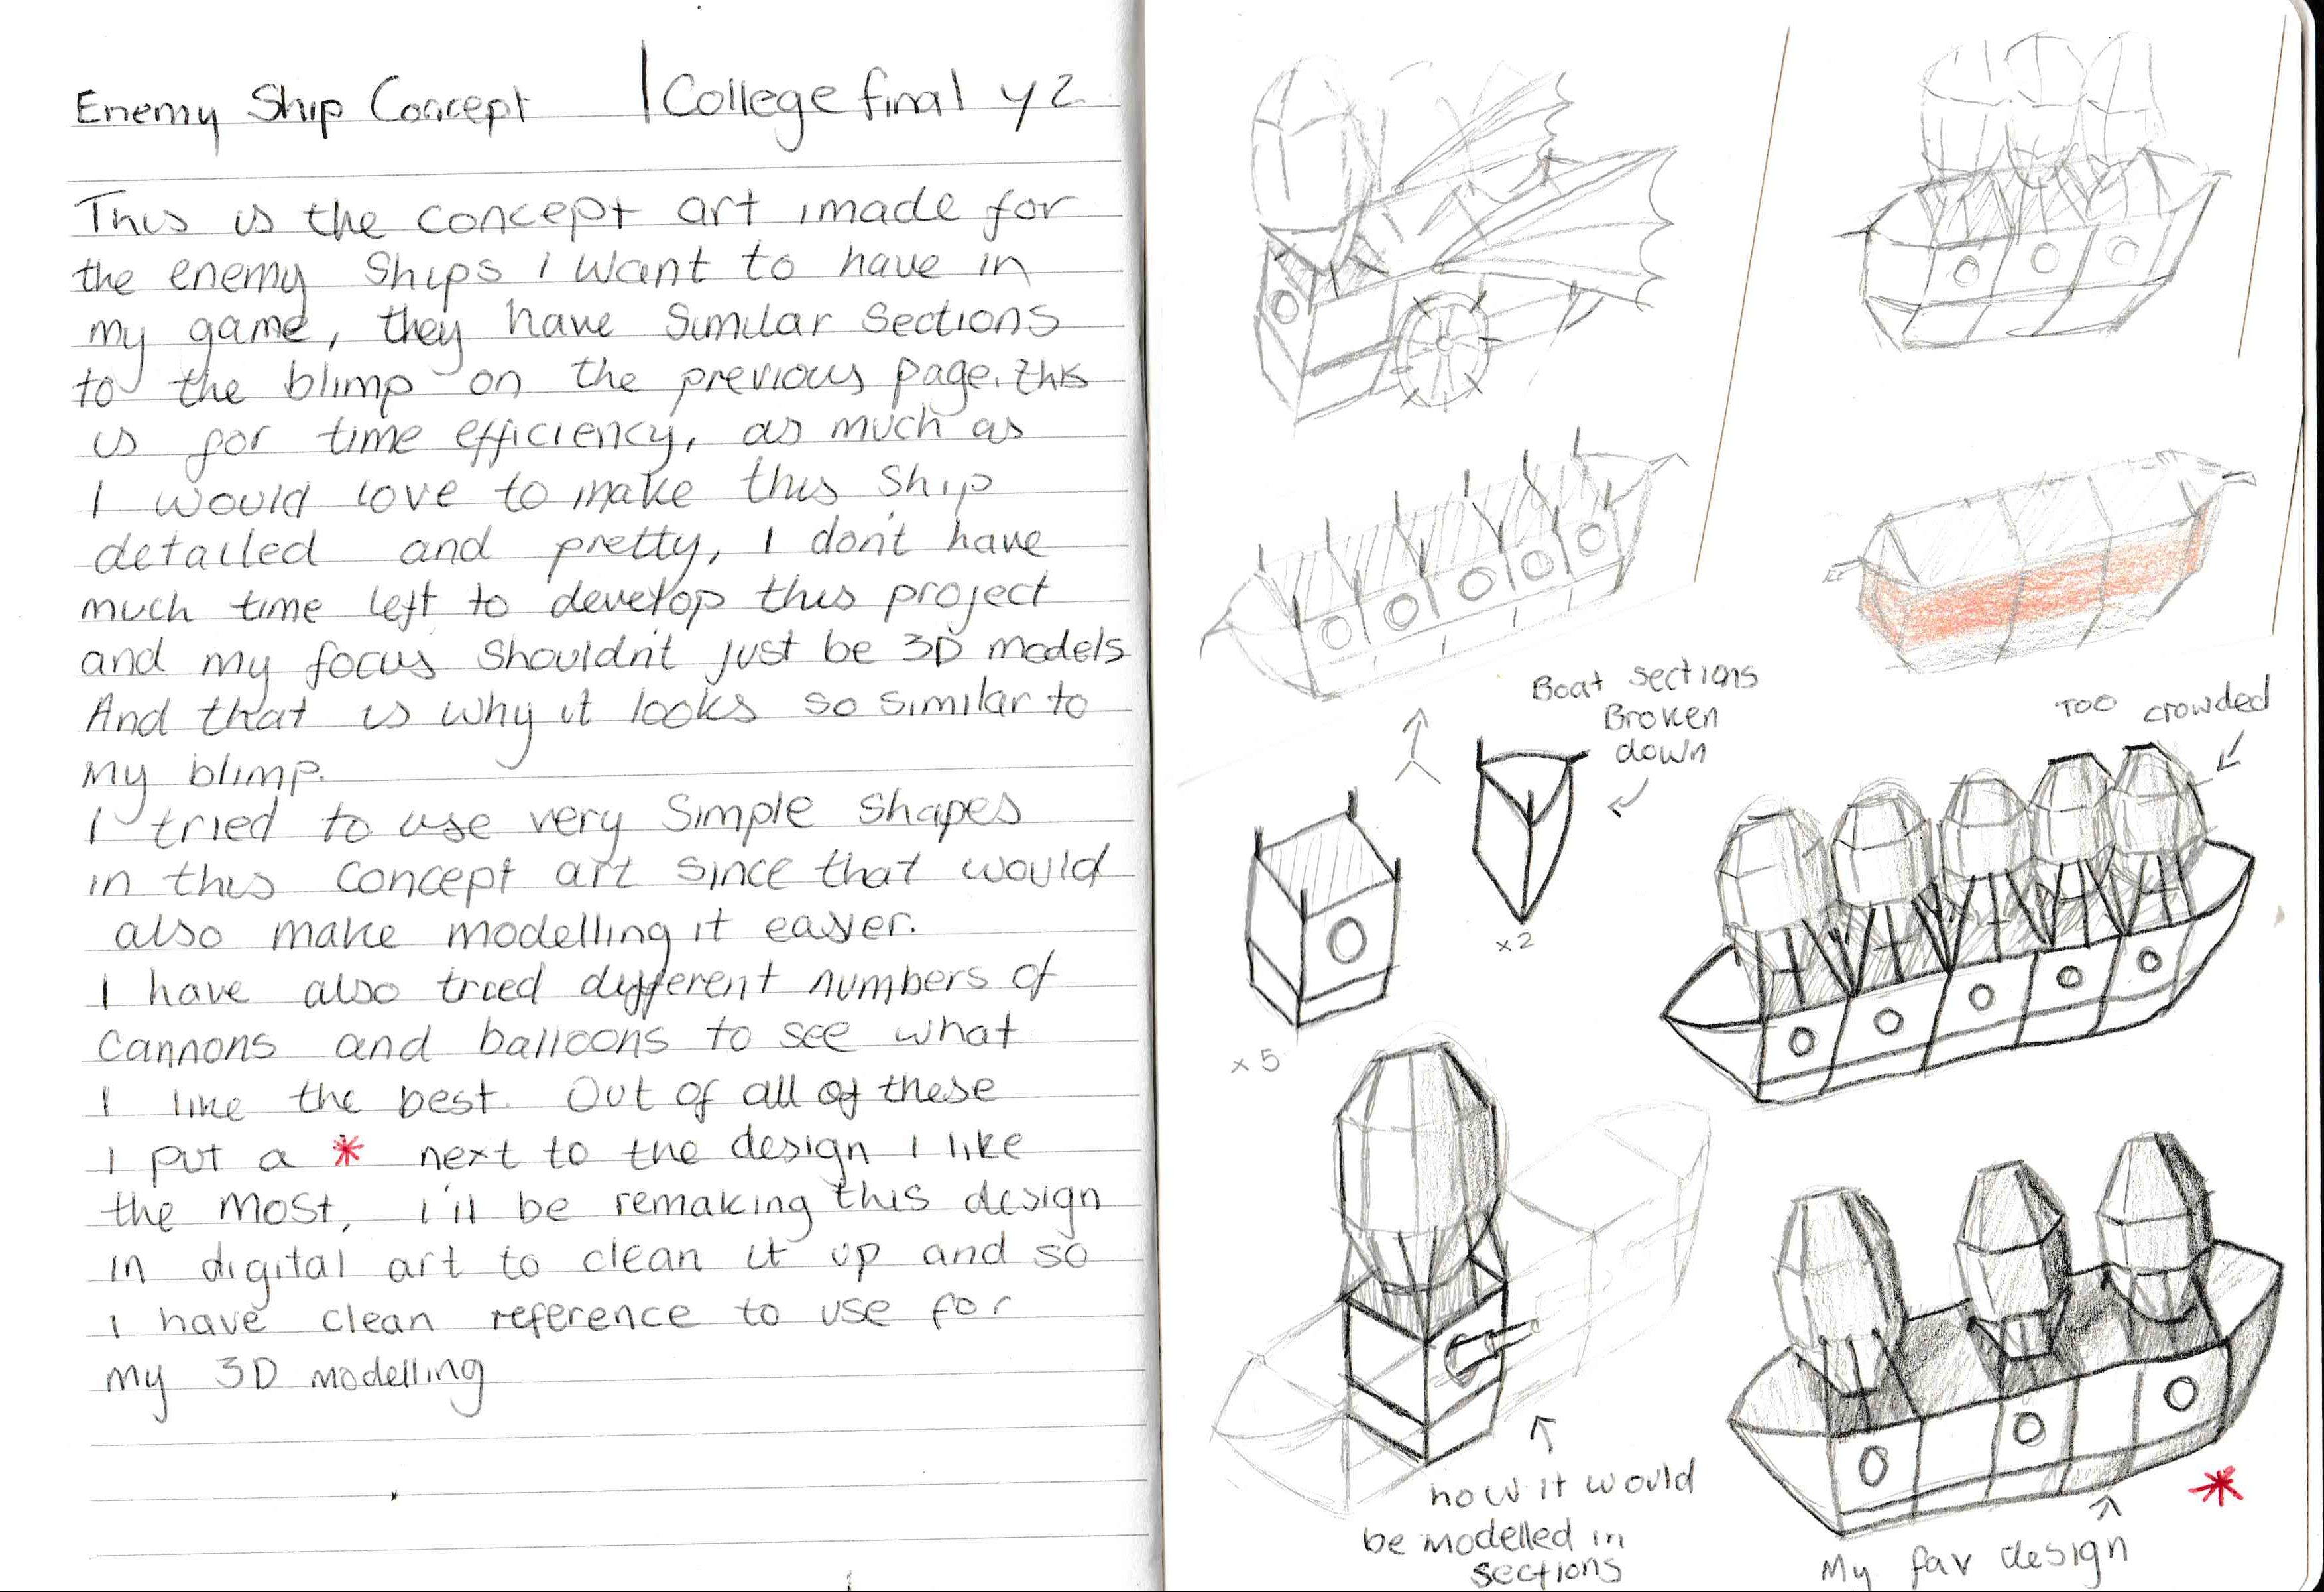 Enemy Ship Concept | College final y2
This is the concept art i made for
the enemy ships i want to have in
my game, they have similar sections
to the blimp on the previous page. this
is for time efficiency, as much as
I would love to make this ship
detailed and pretty, I don't have
much time left to develop this project
and my focus shouldn't just be 3D models
And that is why it looks so similar to
my blimp.
I tried to use very simple shapes
in this concept art since that would
also make modelling it easier.
I have also tried different numbers of
cannons and balloons to see what
I like the best. Out of all of these
I put a * next to the design I like
the most, i'll be remaking this design
in digital art to clean it up and so
i have clean reference to use for
my 3D modelling
Boat sections
Broken
down
Too crowded
x2
x5
how it would
be modelled in
sections
*
My fav design